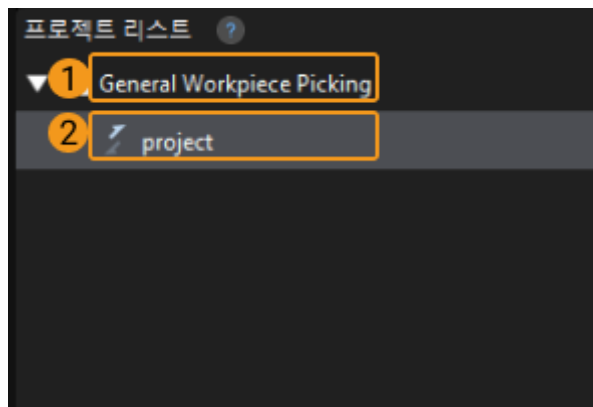 프로젝트 리스트 ?
1 General Workpiece Picking
2 project